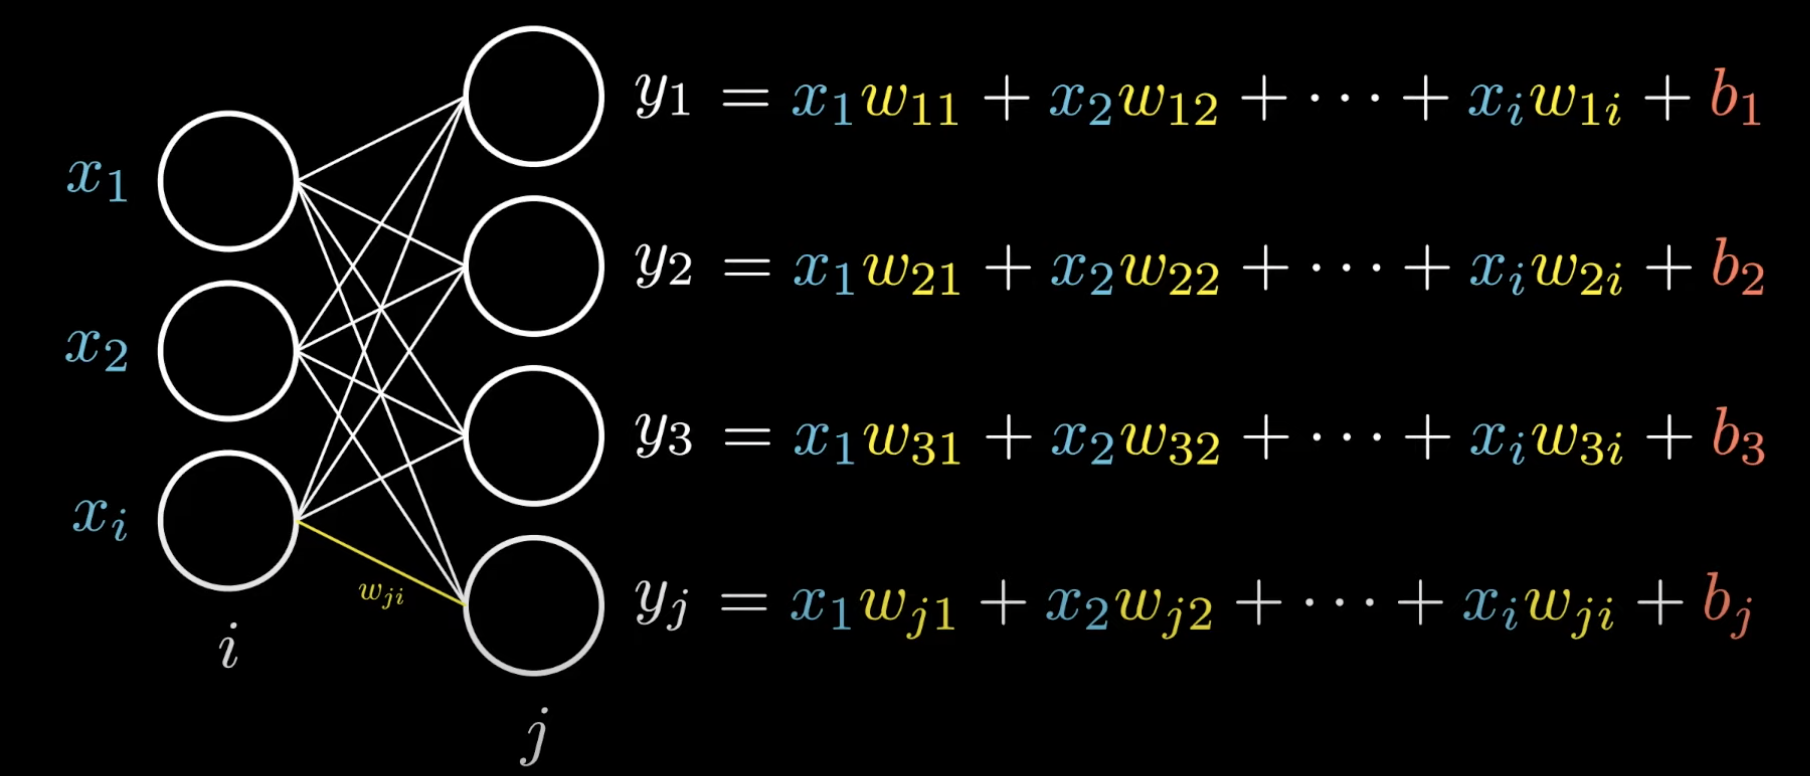 x₁
x₂
xᵢ
wⱼᵢ
i
j
y₁ = x₁w₁₁ + x₂w₁₂ + ⋯ + xᵢw₁ᵢ + b₁
y₂ = x₁w₂₁ + x₂w₂₂ + ⋯ + xᵢw₂ᵢ + b₂
y₃ = x₁w₃₁ + x₂w₃₂ + ⋯ + xᵢw₃ᵢ + b₃
yⱼ = x₁wⱼ₁ + x₂wⱼ₂ + ⋯ + xᵢwⱼᵢ + bⱼ